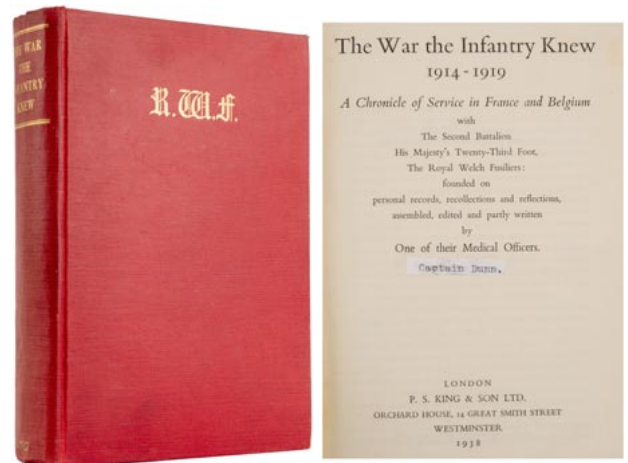 THE WAR
THE
INFANTRY
KNEW
R.W.F.
The War the Infantry Knew
1914 - 1919
A Chronicle of Service in France and Belgium
with
The Second Battalion
His Majesty's Twenty-Third Foot,
The Royal Welch Fusiliers:
founded on
personal records, recollections and reflections,
assembled, edited and partly written
by
One of their Medical Officers.
Captain Dunn.
LONDON
P. S. KING & SON LTD.
ORCHARD HOUSE, 14 GREAT SMITH STREET
WESTMINSTER
1938